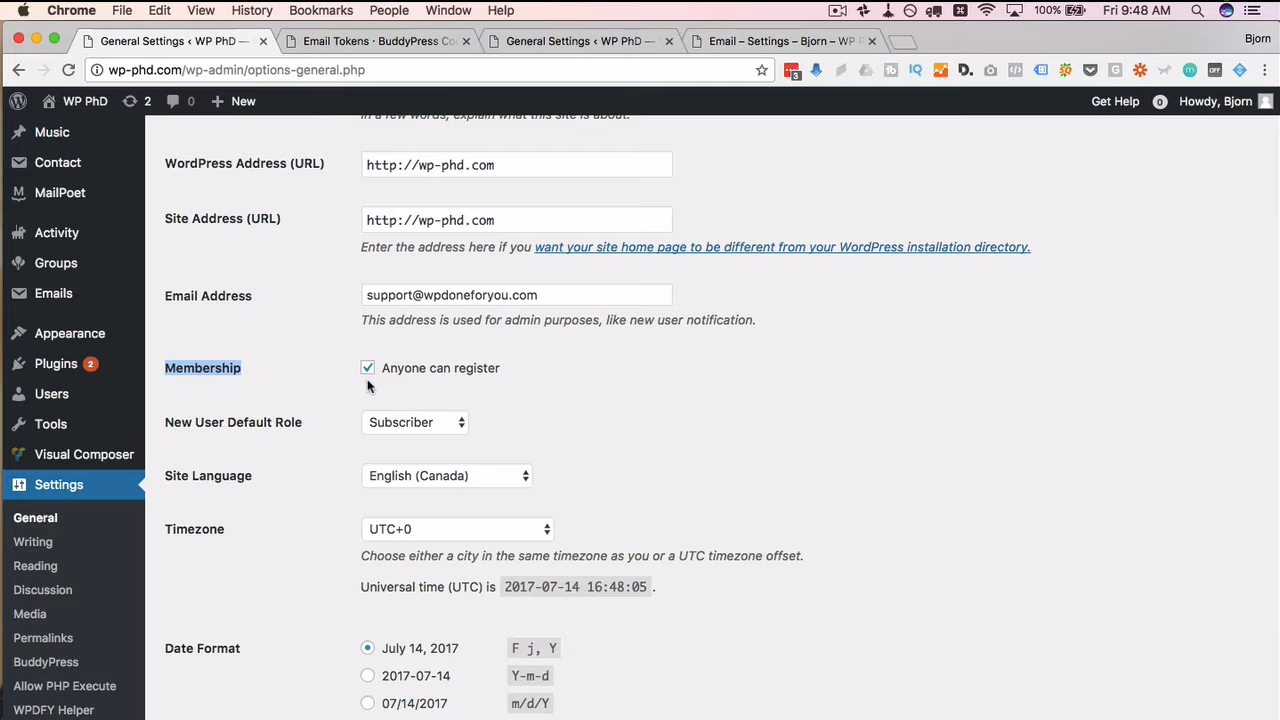 Chrome File Edit View History Bookmarks People Window Help 100% Fri 9:48 AM
General Settings ‹ WP PhD — Email Tokens · BuddyPress Co General Settings ‹ WP PhD — Email – Settings – Bjorn – WP P Bjorn
wp-phd.com/wp-admin/options-general.php
WP PhD 2 0 New Get Help 0 Howdy, Bjorn
In a few words, explain what this site is about.
Music
Contact
MailPoet
Activity
Groups
Emails
Appearance
Plugins 2
Users
Tools
Visual Composer
Settings
General
Writing
Reading
Discussion
Media
Permalinks
BuddyPress
Allow PHP Execute
WPDFY Helper
WordPress Address (URL) http://wp-phd.com
Site Address (URL) http://wp-phd.com
Enter the address here if you want your site home page to be different from your WordPress installation directory.
Email Address support@wpdoneforyou.com
This address is used for admin purposes, like new user notification.
Membership Anyone can register
New User Default Role Subscriber
Site Language English (Canada)
Timezone UTC+0
Choose either a city in the same timezone as you or a UTC timezone offset.
Universal time (UTC) is 2017-07-14 16:48:05 .
Date Format July 14, 2017 F j, Y
2017-07-14 Y-m-d
07/14/2017 m/d/Y